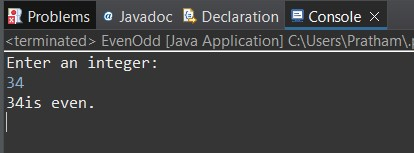 Problems @ Javadoc Declaration Console ×
<terminated> EvenOdd [Java Application] C:\Users\Pratham\.p
Enter an integer:
34
34is even.